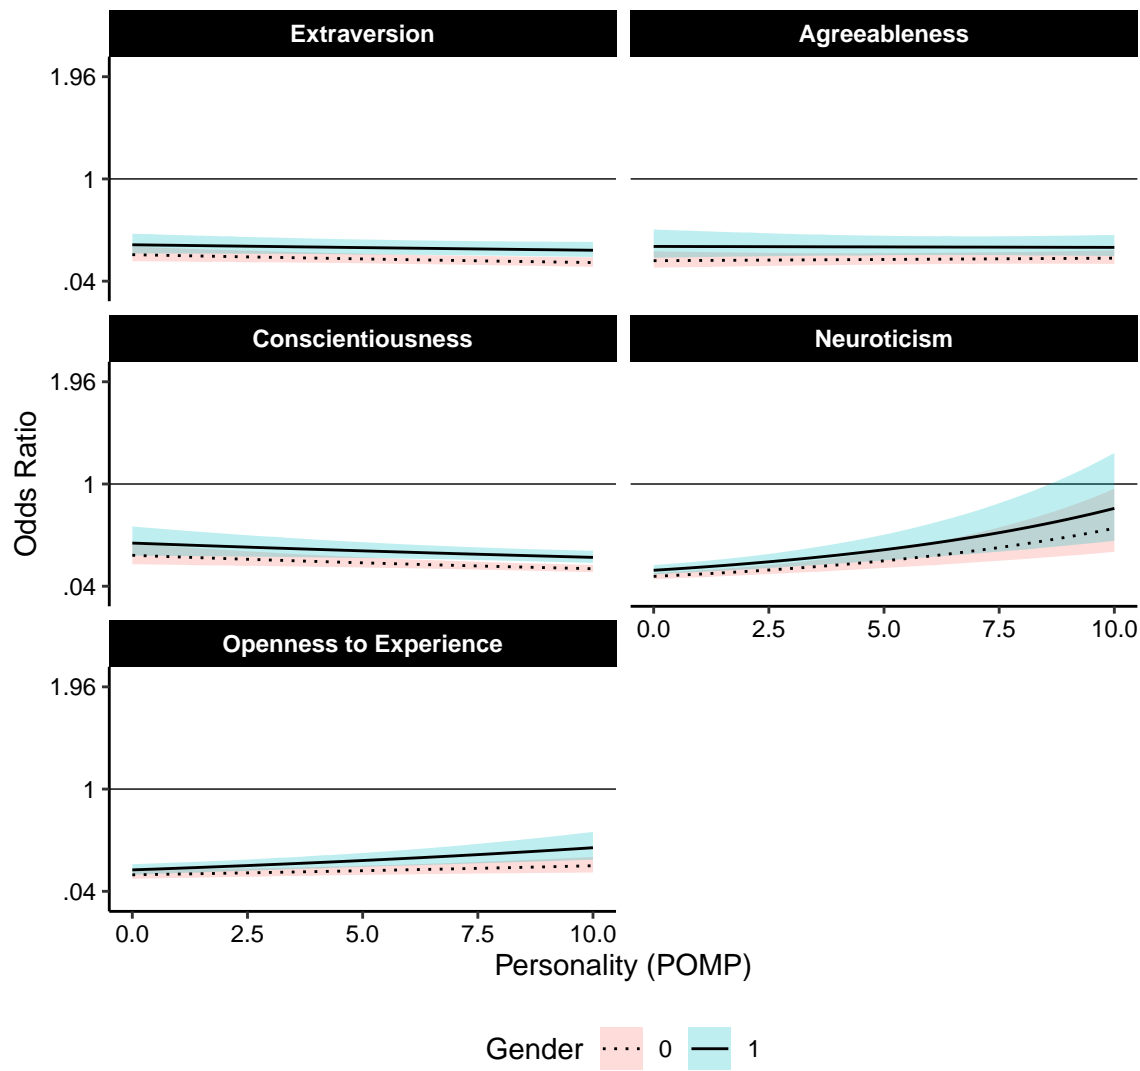 Extraversion
Agreeableness
1.96
1
.04
Conscientiousness
Neuroticism
1.96
1
.04
0.0 2.5 5.0 7.5 10.0
Openness to Experience
1.96
1
.04
0.0 2.5 5.0 7.5 10.0
Odds Ratio
Personality (POMP)
Gender 0 1